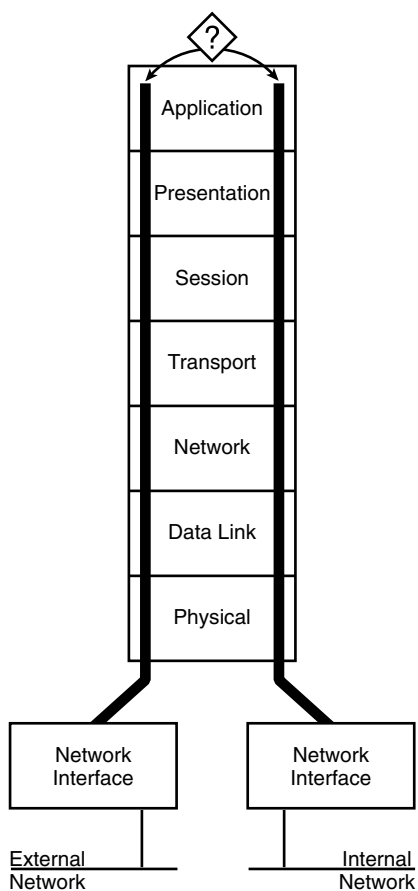 ?
Application
Presentation
Session
Transport
Network
Data Link
Physical
Network
Interface
Network
Interface
External
Network
Internal
Network